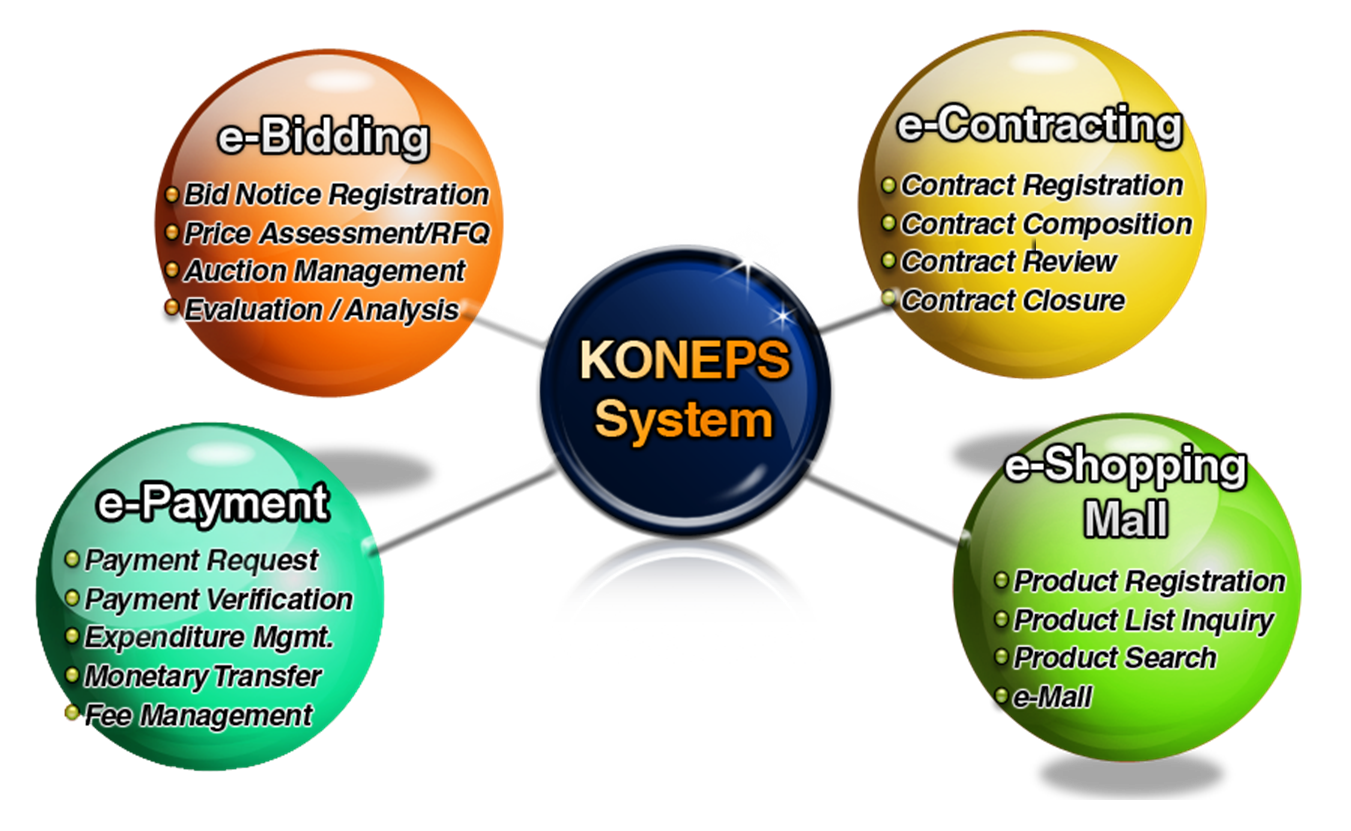 e-Bidding
Bid Notice Registration
Price Assessment/RFQ
Auction Management
Evaluation / Analysis
e-Contracting
Contract Registration
Contract Composition
Contract Review
Contract Closure
KONEPS
System
e-Payment
Payment Request
Payment Verification
Expenditure Mgmt.
Monetary Transfer
Fee Management
e-Shopping
Mall
Product Registration
Product List Inquiry
Product Search
e-Mall